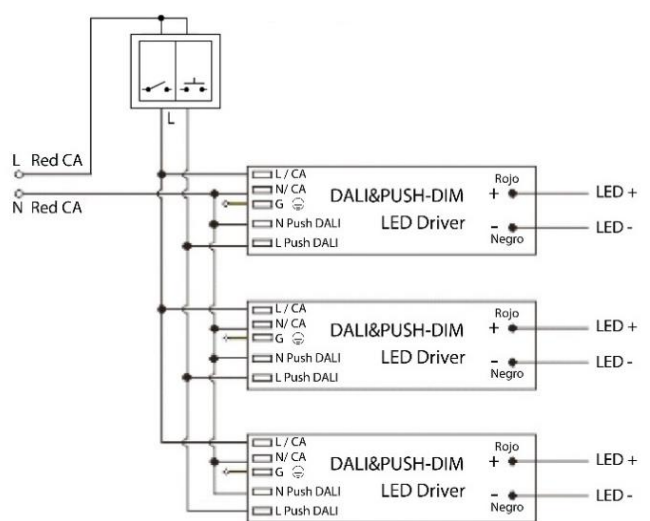 L
L Red CA
N Red CA
L / CA
N/ CA
G
N Push DALI
L Push DALI
DALI&PUSH-DIM
LED Driver
Rojo
+
-
Negro
LED +
LED -
L / CA
N/ CA
G
N Push DALI
L Push DALI
DALI&PUSH-DIM
LED Driver
Rojo
+
-
Negro
LED +
LED -
L / CA
N/ CA
G
N Push DALI
L Push DALI
DALI&PUSH-DIM
LED Driver
Rojo
+
-
Negro
LED +
LED -